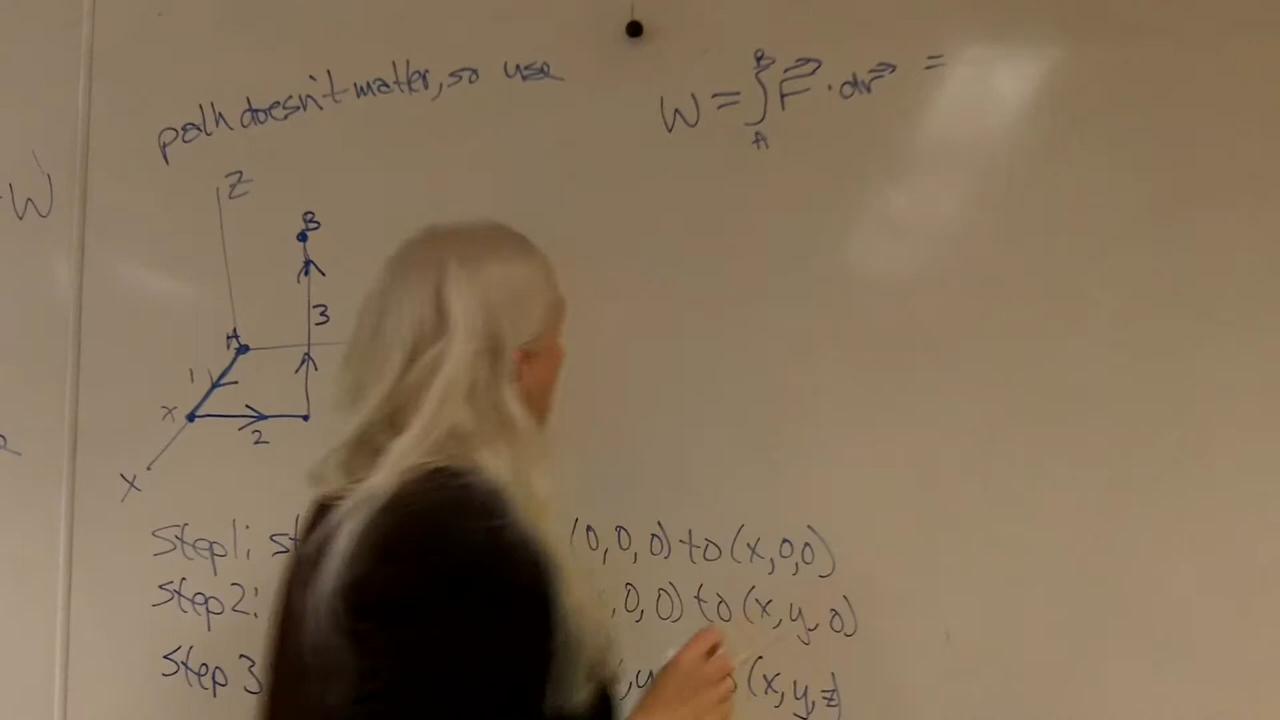 path doesn't matter, so use
W = ∫_A^B F⃗ · dr⃗ =
W
Z
B
3
A
1
x
2
X
Step 1: st (0,0,0) to (x,0,0)
Step 2: ,0,0) to (x,y,0)
Step 3 ,y (x,y,z)